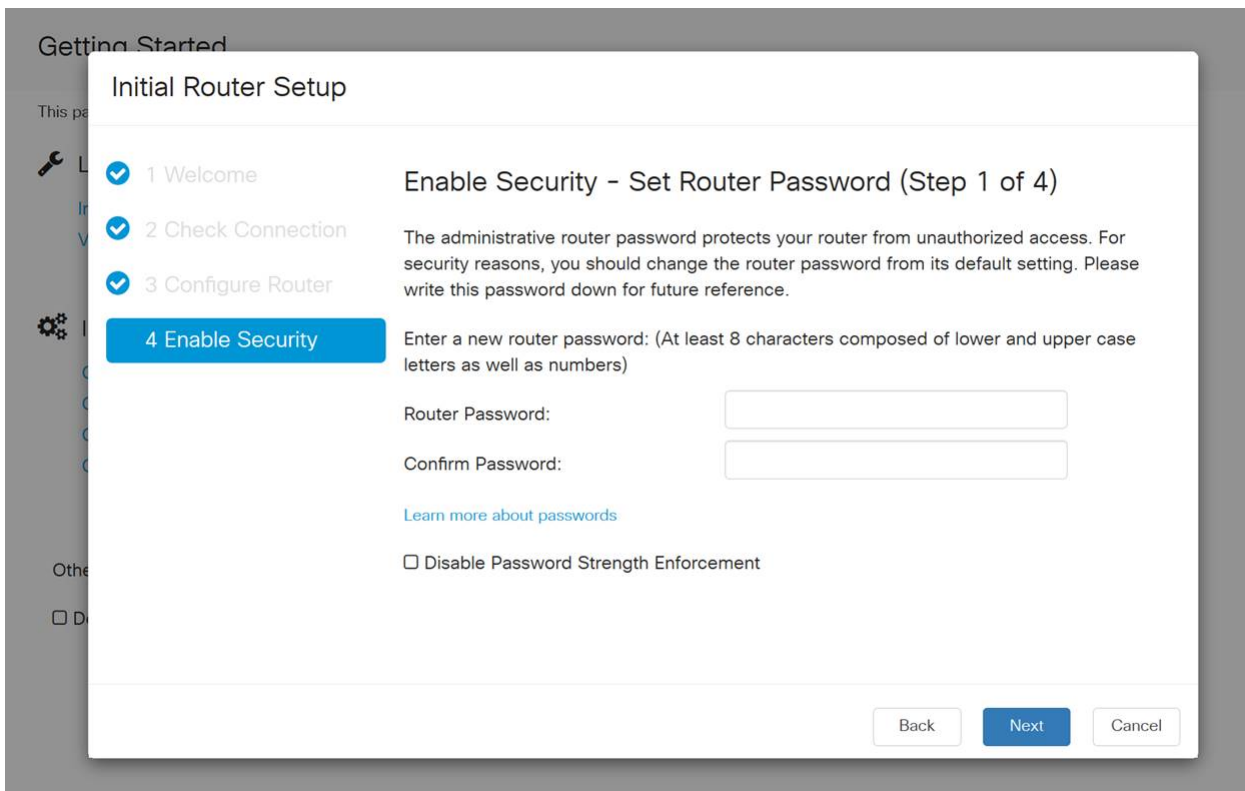 Getting Started
Initial Router Setup
This pa
1 Welcome
2 Check Connection
3 Configure Router
4 Enable Security
Enable Security - Set Router Password (Step 1 of 4)
The administrative router password protects your router from unauthorized access. For
security reasons, you should change the router password from its default setting. Please
write this password down for future reference.
Enter a new router password: (At least 8 characters composed of lower and upper case
letters as well as numbers)
Router Password:
Confirm Password:
Learn more about passwords
Disable Password Strength Enforcement
Othe
Back
Next
Cancel